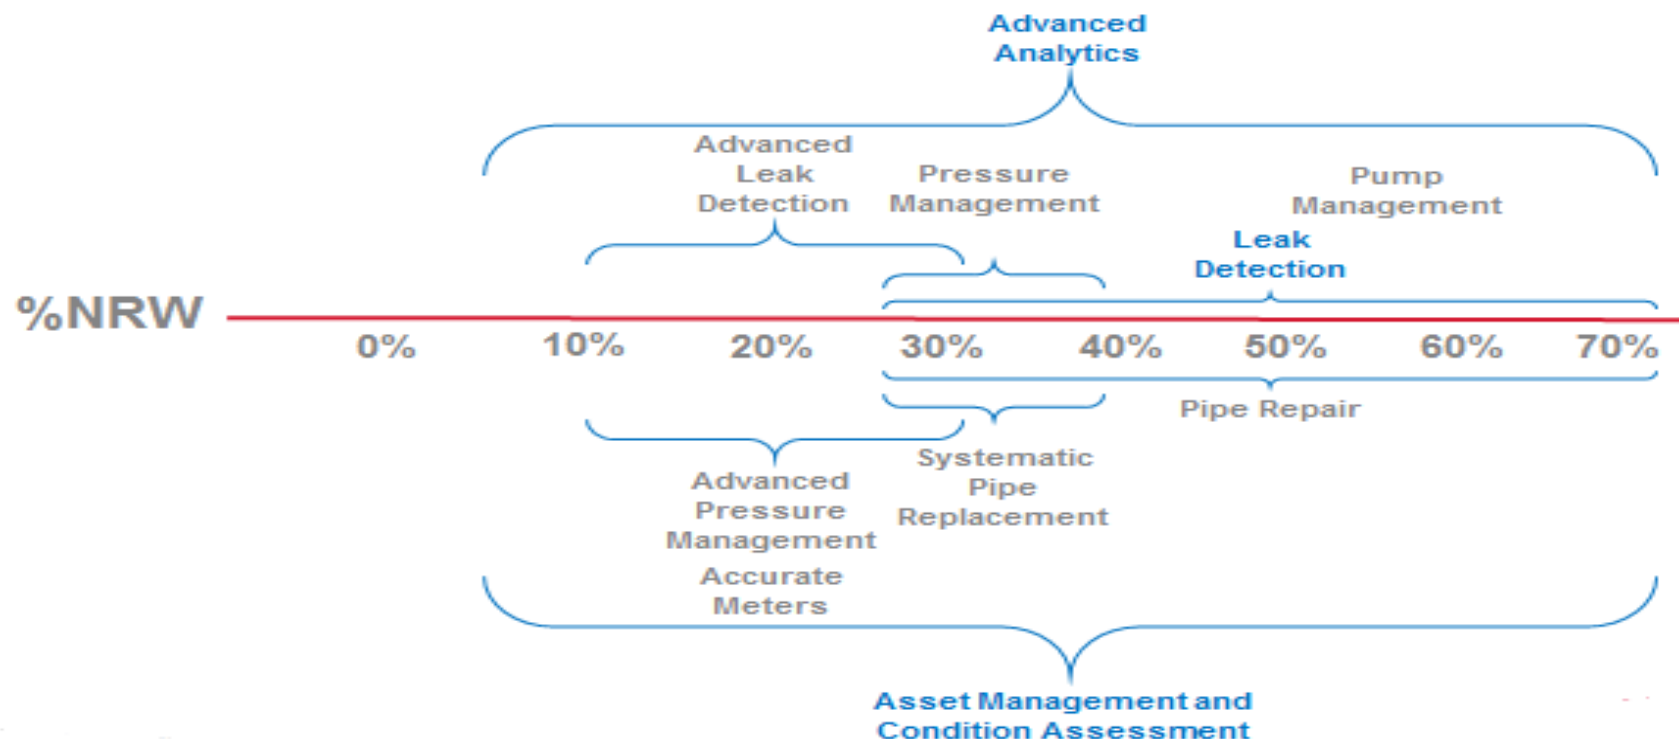 Advanced
Analytics
Advanced
Leak
Detection
Pressure
Management
Pump
Management
Leak
Detection
%NRW
0% 10% 20% 30% 40% 50% 60% 70%
Pipe Repair
Systematic
Pipe
Replacement
Advanced
Pressure
Management
Accurate
Meters
Asset Management and
Condition Assessment